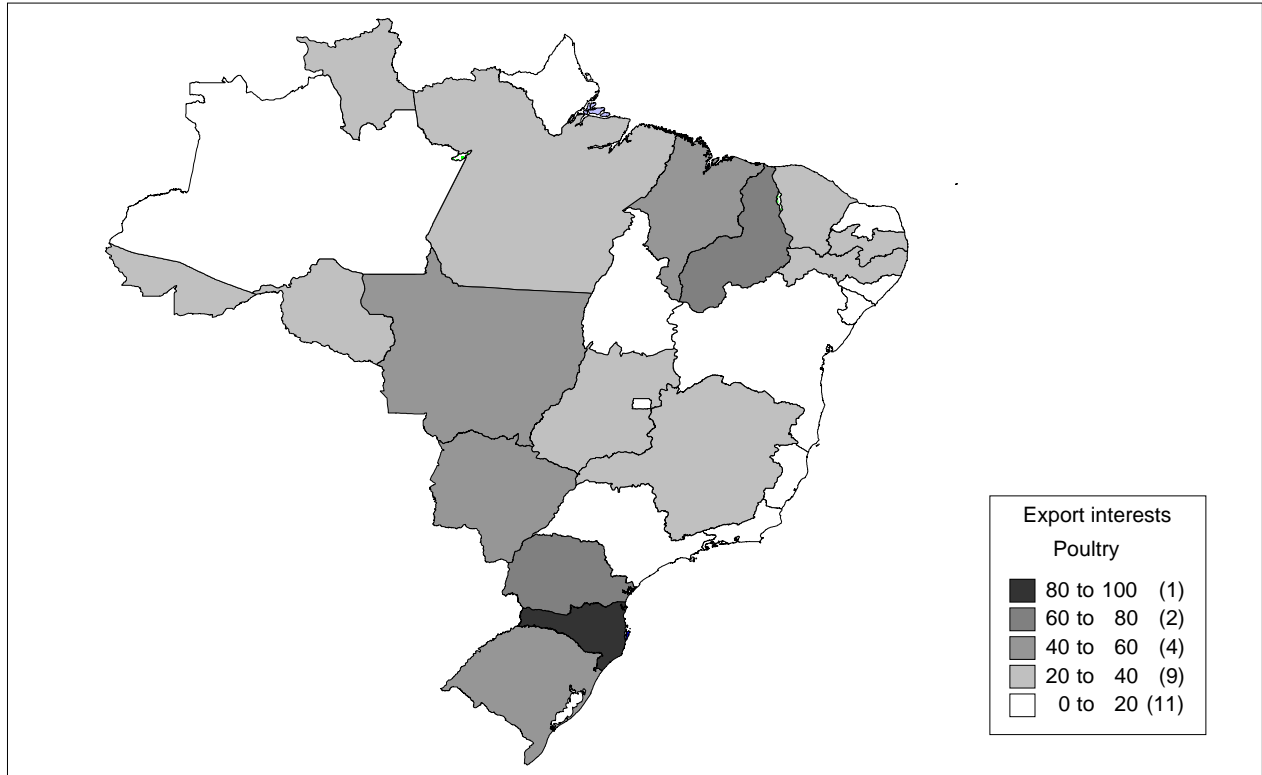 Export interests
Poultry
80 to 100 (1)
60 to 80 (2)
40 to 60 (4)
20 to 40 (9)
0 to 20 (11)